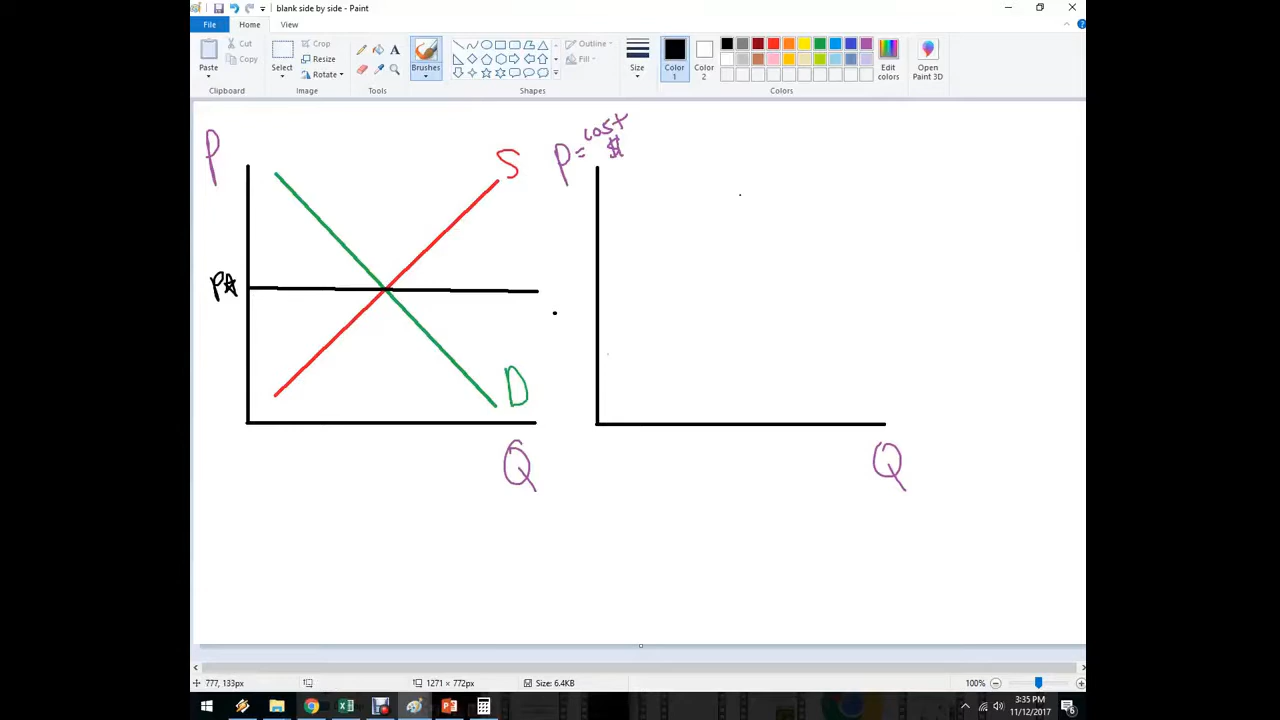 blank side by side - Paint
File Home View
Paste Cut Copy Select Crop Resize Rotate Brushes Outline Fill Size Color 1 Color 2 Edit colors Open Paint 3D
Clipboard Image Tools Shapes Colors
P S P = cost $
P*
D
Q Q
777, 133px 1271 × 772px Size: 6.4KB 100%
3:35 PM
11/12/2017